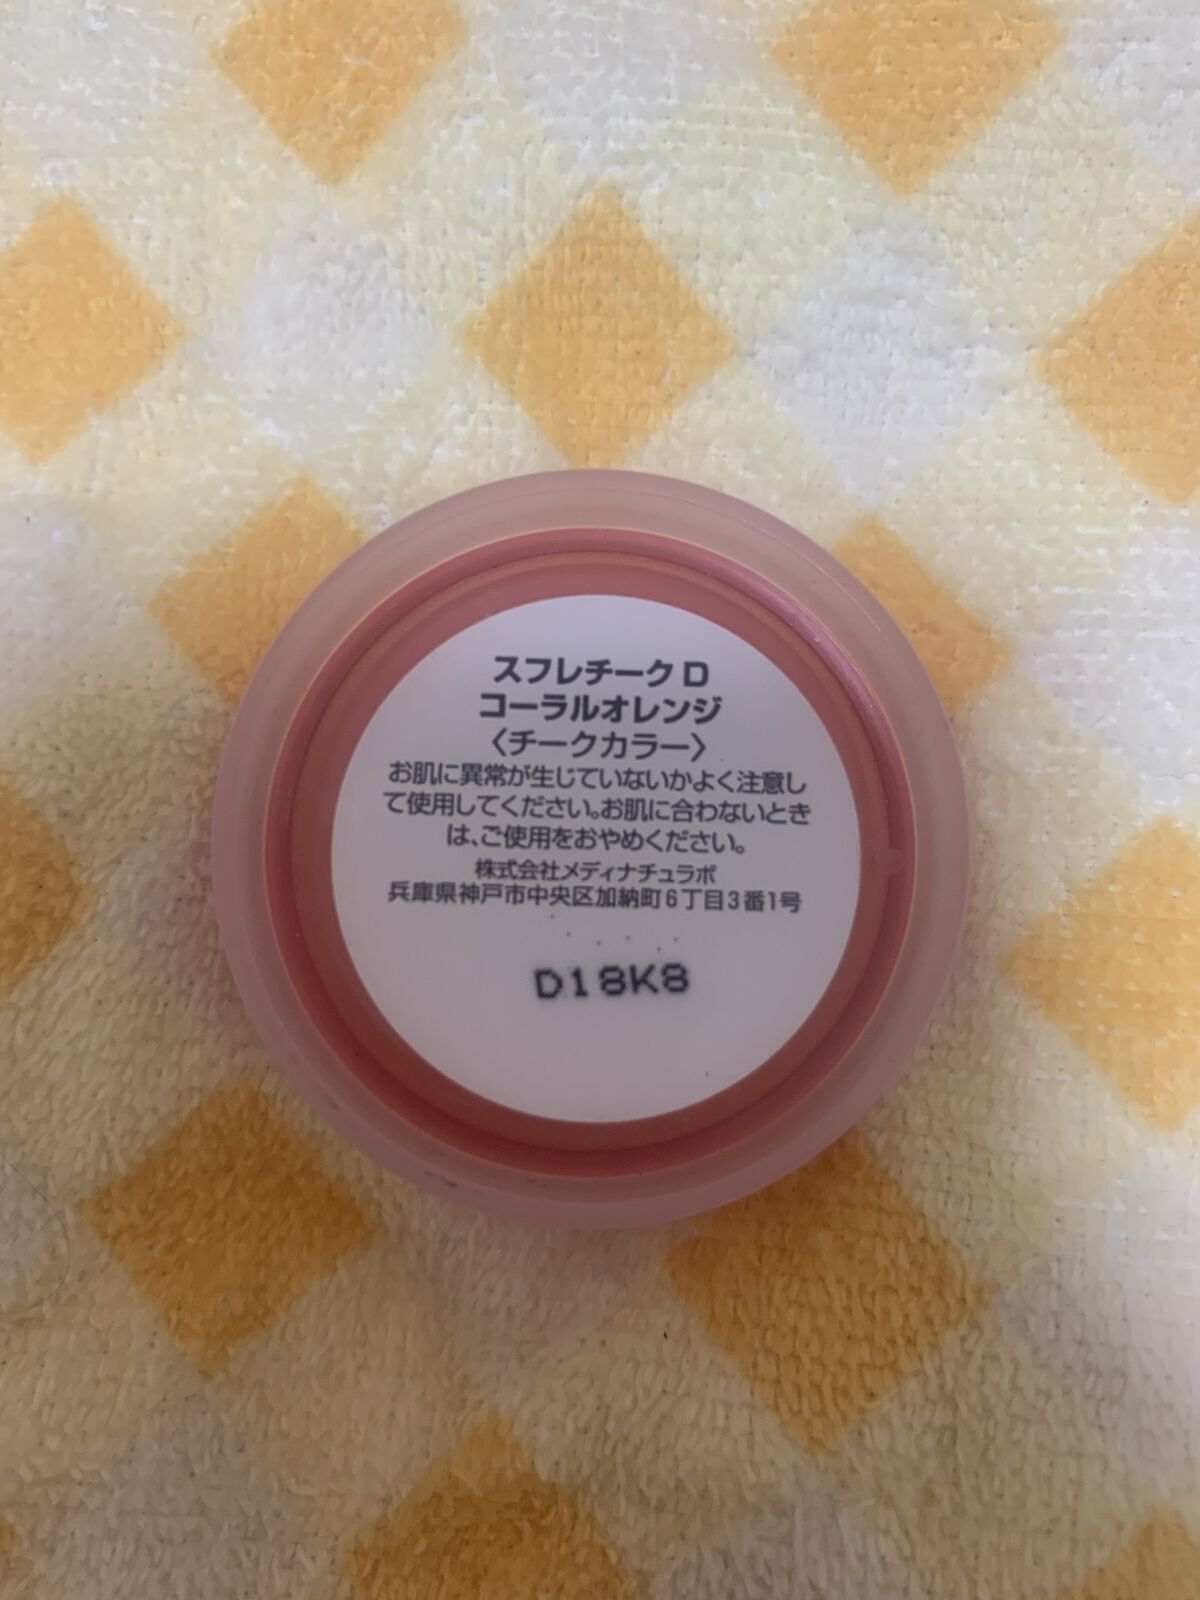 スフレチークD
コーラルオレンジ
〈チークカラー〉
お肌に異常が生じていないかよく注意し
て使用してください。お肌に合わないとき
は、ご使用をおやめください。
株式会社メディナチュラボ
兵庫県神戸市中央区加納町6丁目3番1号
D18K8